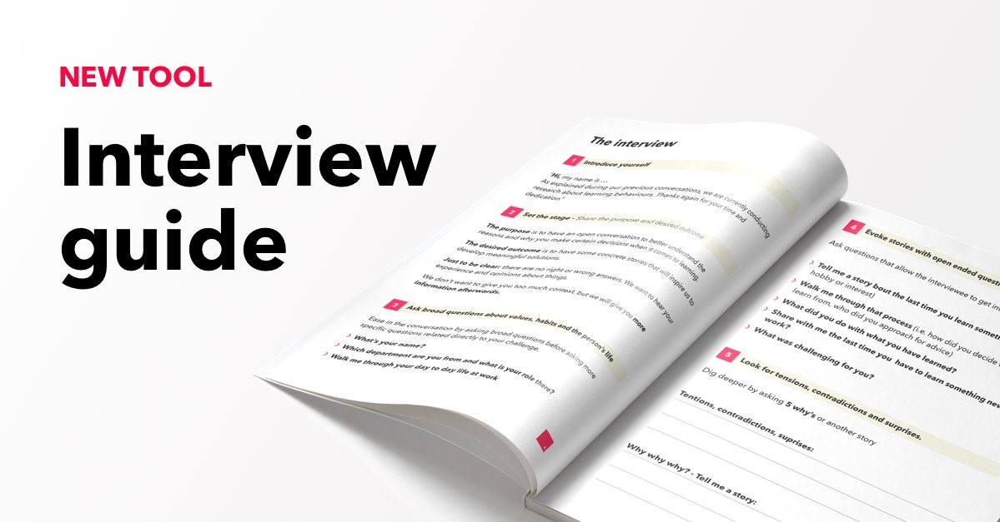 NEW TOOL
Interview
guide
The interview
1 Introduce yourself
"Hi, my name is ...
As explained during our previous conversations, we are currently conducting
research about learning behaviours. Thanks again for your time and
dedication"
2 Set the stage - Share the purpose and desired outcome
The purpose is to have an open conversation to better understand the
reasons and why you make certain decisions when it comes to learning.
The desired outcome is to have some concrete stories that will inspire us to
develop meaningful solutions.
Just to be clear: there are no right or wrong answers. We want to hear your
experience and opinions about things.
We don't want to give you too much context, but we will give you more
information afterwards.
3 Ask broad questions about values, habits and the person's life
Ease in the conversation by asking broad questions before asking more
specific questions related directly to your challenge.
› What's your name?
› Which department are you from and what is your role there?
› Walk me through your day to day life at work
4 Evoke stories with open ended
Ask questions that allow the interviewee to get
› Tell me a story bout the last time you learn
hobby or interest)
› Walk me through that process (i.e. how did you decide
learn from, who did you approach for advice)
› What did you do with what you have learned?
› Share with me the last time you have to learn something
work?
› What was challenging for you?
5 Look for tensions, contradictions and surprises.
Dig deeper by asking 5 why's or another story
Tentions, contradictions, suprises:
Why why why? - Tell me a story: